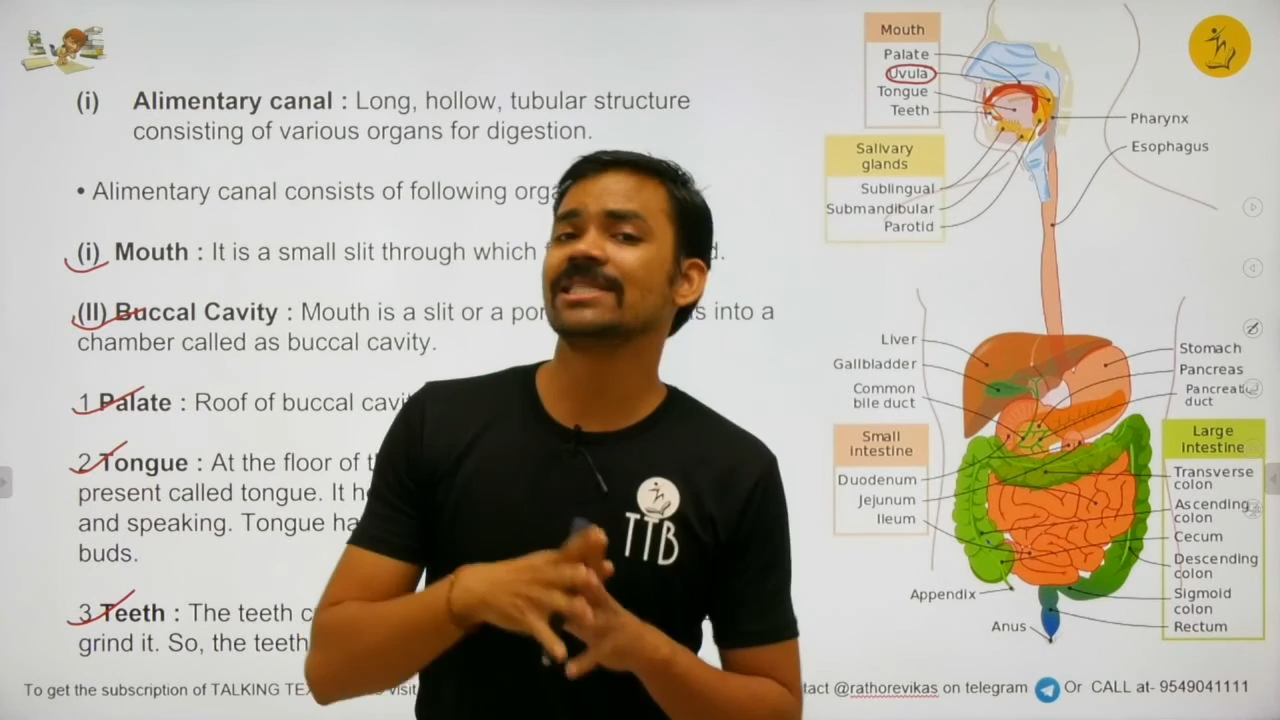 (i) Alimentary canal : Long, hollow, tubular structure
consisting of various organs for digestion.
• Alimentary canal consists of following
(i) Mouth : It is a small slit through which
(II) Buccal Cavity : Mouth is a slit or a into a
chamber called as buccal cavity.
1 Palate : Roof of buccal
2 Tongue : At the floor of
present called tongue. It
and speaking. Tongue
buds.
3 Teeth : The teeth
grind it. So, the teeth
To get the subscription of TALKING
@rathorevikas on telegram Or CALL at- 9549041111
TTB
Mouth
Palate
Uvula
Tongue
Teeth
Salivary
glands
Sublingual
Submandibular
Parotid
Pharynx
Esophagus
Liver
Gallbladder
Common
bile duct
Small
Intestine
Duodenum
Jejunum
Ileum
Appendix
Anus
Stomach
Pancreas
Pancreatic
duct
Large
Intestine
Transverse
colon
Ascending
colon
Cecum
Descending
colon
Sigmoid
colon
Rectum